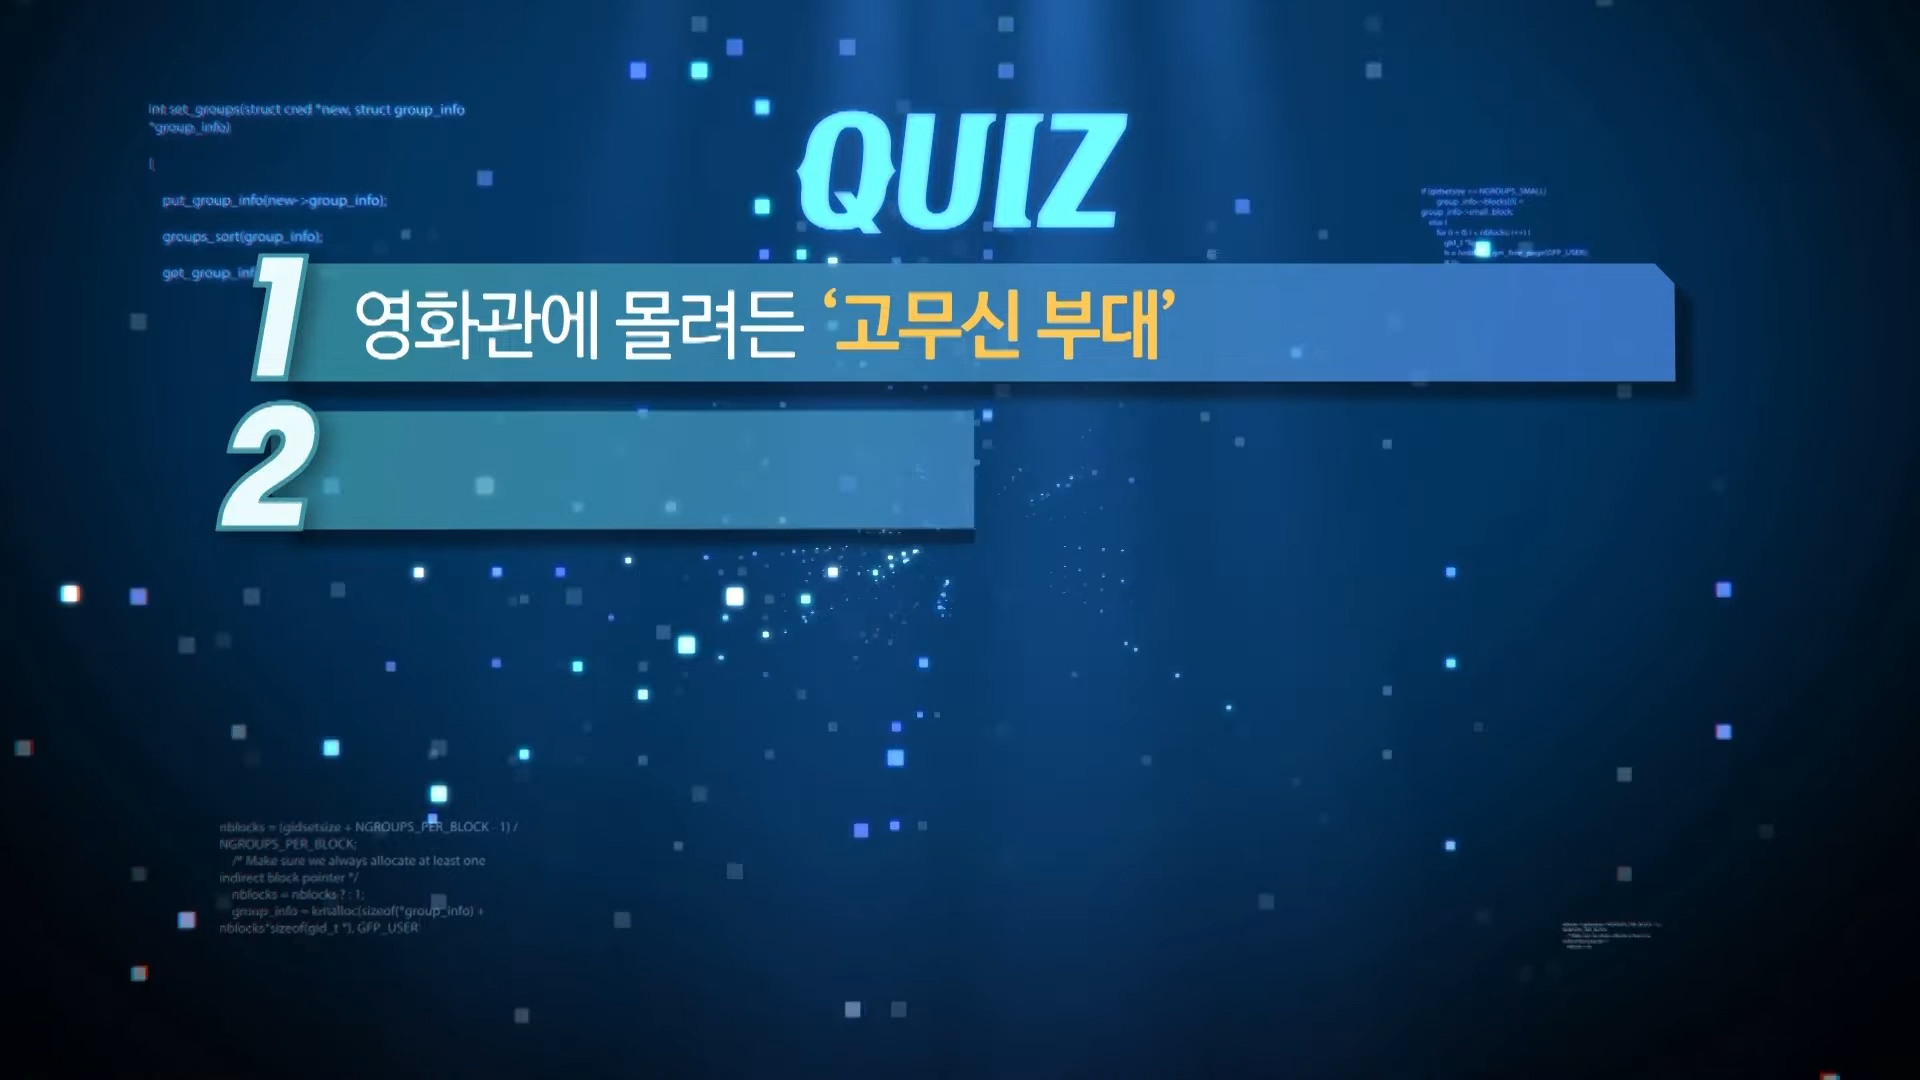 int set_groups(struct cred *new, struct group_info
*group_info)
{
put_group_info(new->group_info);
groups_sort(group_info);
get_group_inf
QUIZ
1 영화관에 몰려든 ‘고무신 부대’
2
nblocks = (gidsetsize + NGROUPS_PER_BLOCK - 1) /
NGROUPS_PER_BLOCK;
/* Make sure we always allocate at least one
indirect block pointer */
nblocks = nblocks ? : 1;
group_info = kmalloc(sizeof(*group_info) +
nblocks*sizeof(gid_t *), GFP_USER